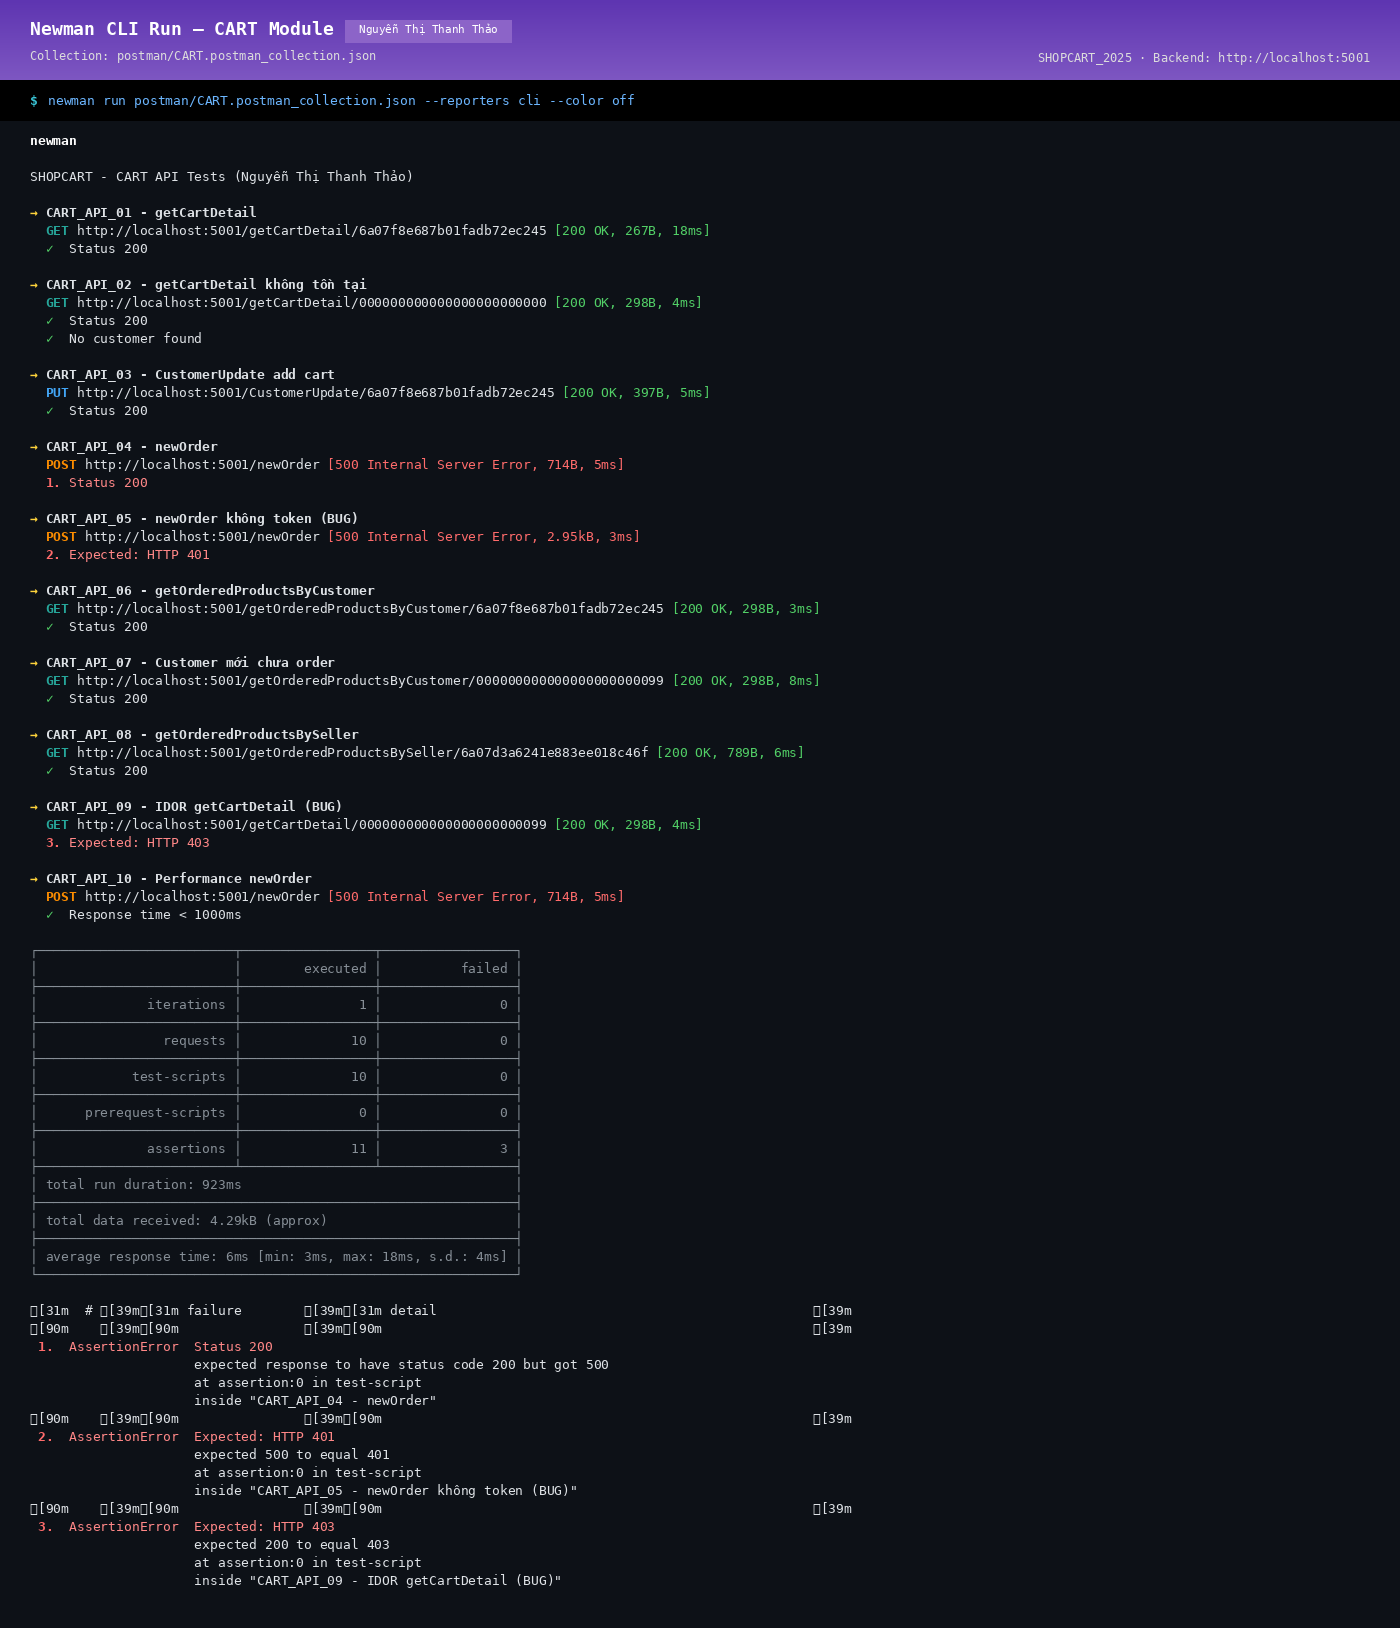 Newman CLI Run — CART Module Nguyễn Thị Thanh Thảo
Collection: postman/CART.postman_collection.json
SHOPCART_2025 · Backend: http://localhost:5001
$ newman run postman/CART.postman_collection.json --reporters cli --color off
newman
SHOPCART - CART API Tests (Nguyễn Thị Thanh Thảo)
→ CART_API_01 - getCartDetail
GET http://localhost:5001/getCartDetail/6a07f8e687b01fadb72ec245 [200 OK, 267B, 18ms]
✓ Status 200
→ CART_API_02 - getCartDetail không tồn tại
GET http://localhost:5001/getCartDetail/000000000000000000000000 [200 OK, 298B, 4ms]
✓ Status 200
✓ No customer found
→ CART_API_03 - CustomerUpdate add cart
PUT http://localhost:5001/CustomerUpdate/6a07f8e687b01fadb72ec245 [200 OK, 397B, 5ms]
✓ Status 200
→ CART_API_04 - newOrder
POST http://localhost:5001/newOrder [500 Internal Server Error, 714B, 5ms]
1. Status 200
→ CART_API_05 - newOrder không token (BUG)
POST http://localhost:5001/newOrder [500 Internal Server Error, 2.95kB, 3ms]
2. Expected: HTTP 401
→ CART_API_06 - getOrderedProductsByCustomer
GET http://localhost:5001/getOrderedProductsByCustomer/6a07f8e687b01fadb72ec245 [200 OK, 298B, 3ms]
✓ Status 200
→ CART_API_07 - Customer mới chưa order
GET http://localhost:5001/getOrderedProductsByCustomer/000000000000000000000099 [200 OK, 298B, 8ms]
✓ Status 200
→ CART_API_08 - getOrderedProductsBySeller
GET http://localhost:5001/getOrderedProductsBySeller/6a07d3a6241e883ee018c46f [200 OK, 789B, 6ms]
✓ Status 200
→ CART_API_09 - IDOR getCartDetail (BUG)
GET http://localhost:5001/getCartDetail/000000000000000000000099 [200 OK, 298B, 4ms]
3. Expected: HTTP 403
→ CART_API_10 - Performance newOrder
POST http://localhost:5001/newOrder [500 Internal Server Error, 714B, 5ms]
✓ Response time < 1000ms
executed failed
iterations 1 0
requests 10 0
test-scripts 10 0
prerequest-scripts 0 0
assertions 11 3
total run duration: 923ms
total data received: 4.29kB (approx)
average response time: 6ms [min: 3ms, max: 18ms, s.d.: 4ms]
[31m # [39m[31m failure [39m[31m detail [39m
[90m [39m[90m [39m[90m [39m
1. AssertionError Status 200
expected response to have status code 200 but got 500
at assertion:0 in test-script
inside "CART_API_04 - newOrder"
[90m [39m[90m [39m[90m [39m
2. AssertionError Expected: HTTP 401
expected 500 to equal 401
at assertion:0 in test-script
inside "CART_API_05 - newOrder không token (BUG)"
[90m [39m[90m [39m[90m [39m
3. AssertionError Expected: HTTP 403
expected 200 to equal 403
at assertion:0 in test-script
inside "CART_API_09 - IDOR getCartDetail (BUG)"